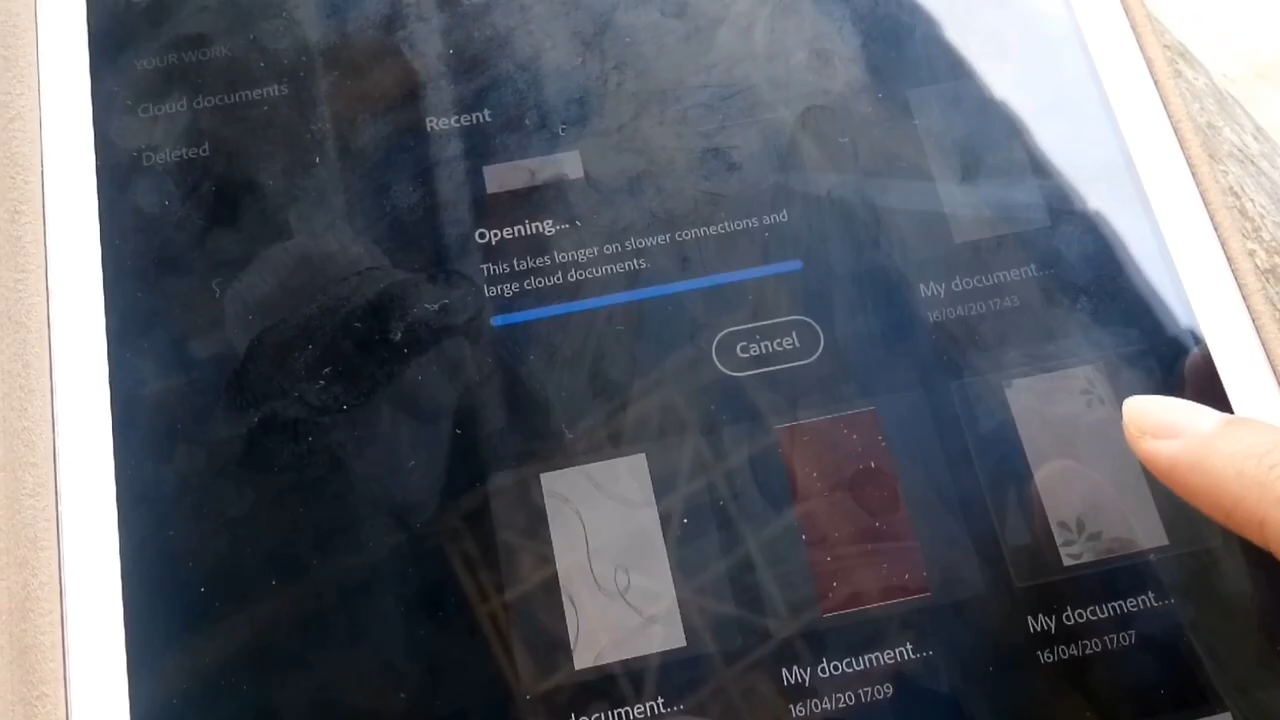 YOUR WORK
Cloud documents
Deleted
Recent
Opening...
This takes longer on slower connections and
large cloud documents.
Cancel
My document...
16/04/20 17.43
My document...
16/04/20 17.07
My document...
16/04/20 17.09
ocument...